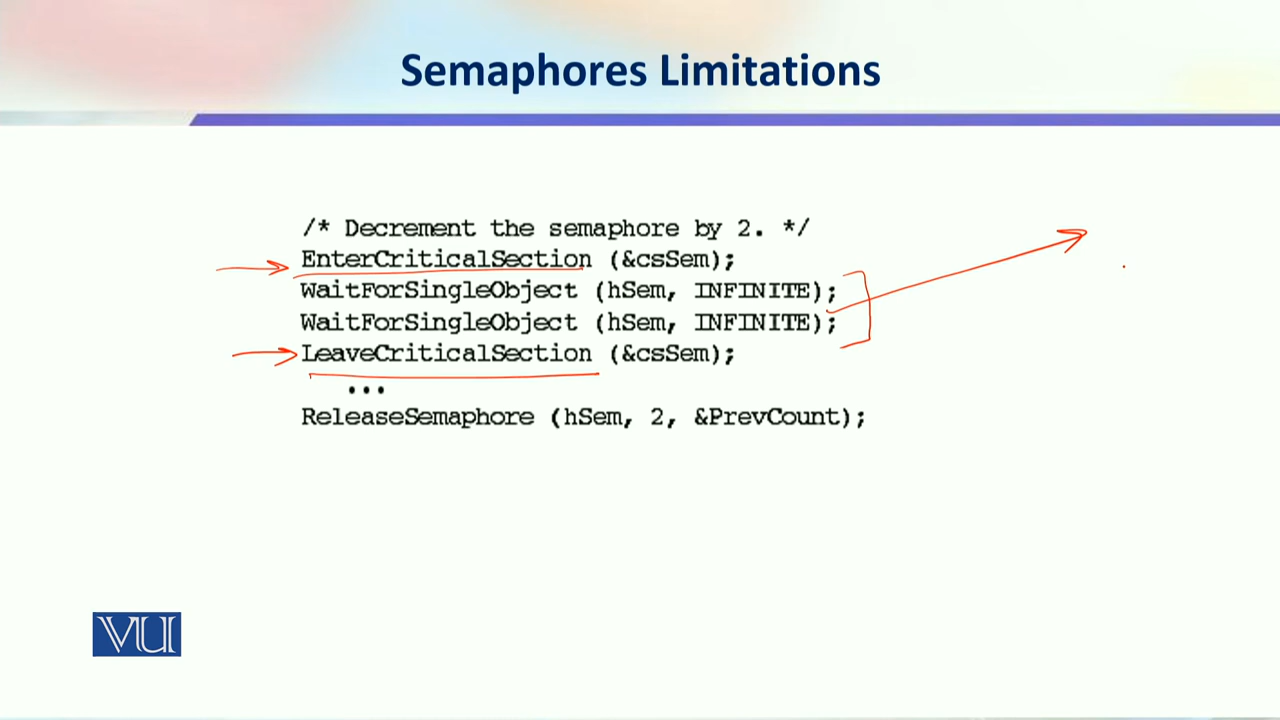 Semaphores Limitations
/* Decrement the semaphore by 2. */
EnterCriticalSection (&csSem);
WaitForSingleObject (hSem, INFINITE);
WaitForSingleObject (hSem, INFINITE);
LeaveCriticalSection (&csSem);
...
ReleaseSemaphore (hSem, 2, &PrevCount);
VU